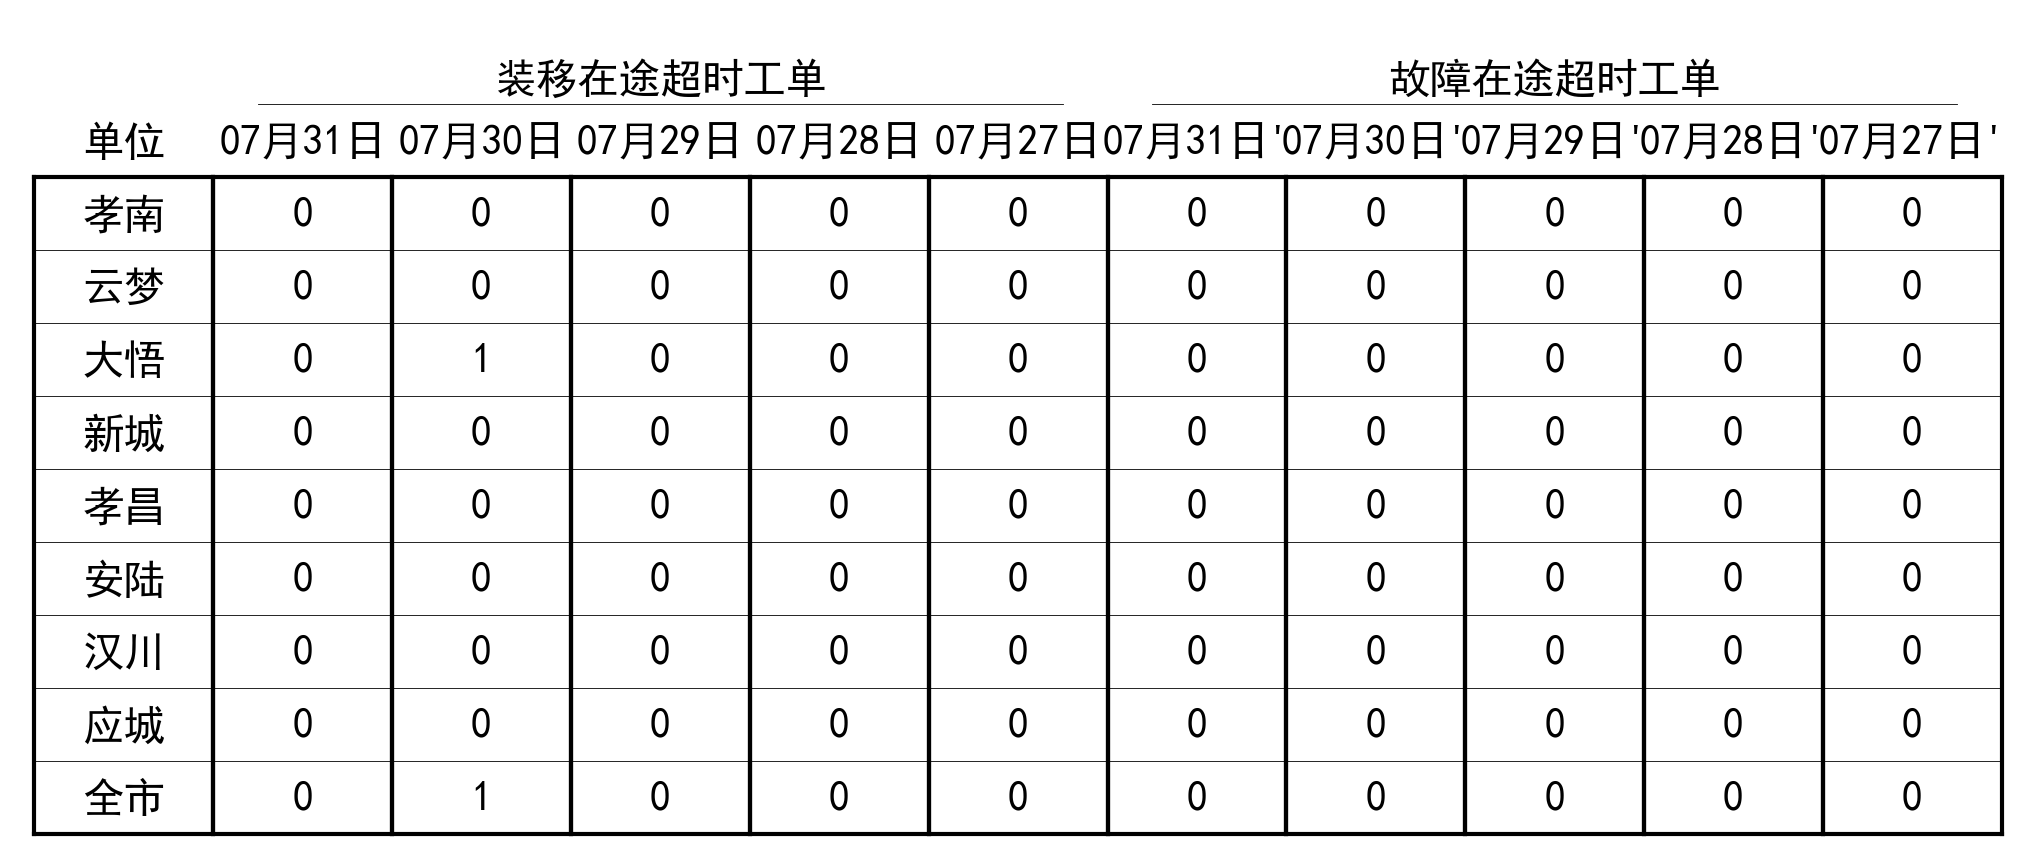 装移在途超时工单 故障在途超时工单
单位 07月31日 07月30日 07月29日 07月28日 07月27日 07月31日' '07月30日' '07月29日' '07月28日' '07月27日'
孝南 0 0 0 0 0 0 0 0 0 0
云梦 0 0 0 0 0 0 0 0 0 0
大悟 0 1 0 0 0 0 0 0 0 0
新城 0 0 0 0 0 0 0 0 0 0
孝昌 0 0 0 0 0 0 0 0 0 0
安陆 0 0 0 0 0 0 0 0 0 0
汉川 0 0 0 0 0 0 0 0 0 0
应城 0 0 0 0 0 0 0 0 0 0
全市 0 1 0 0 0 0 0 0 0 0